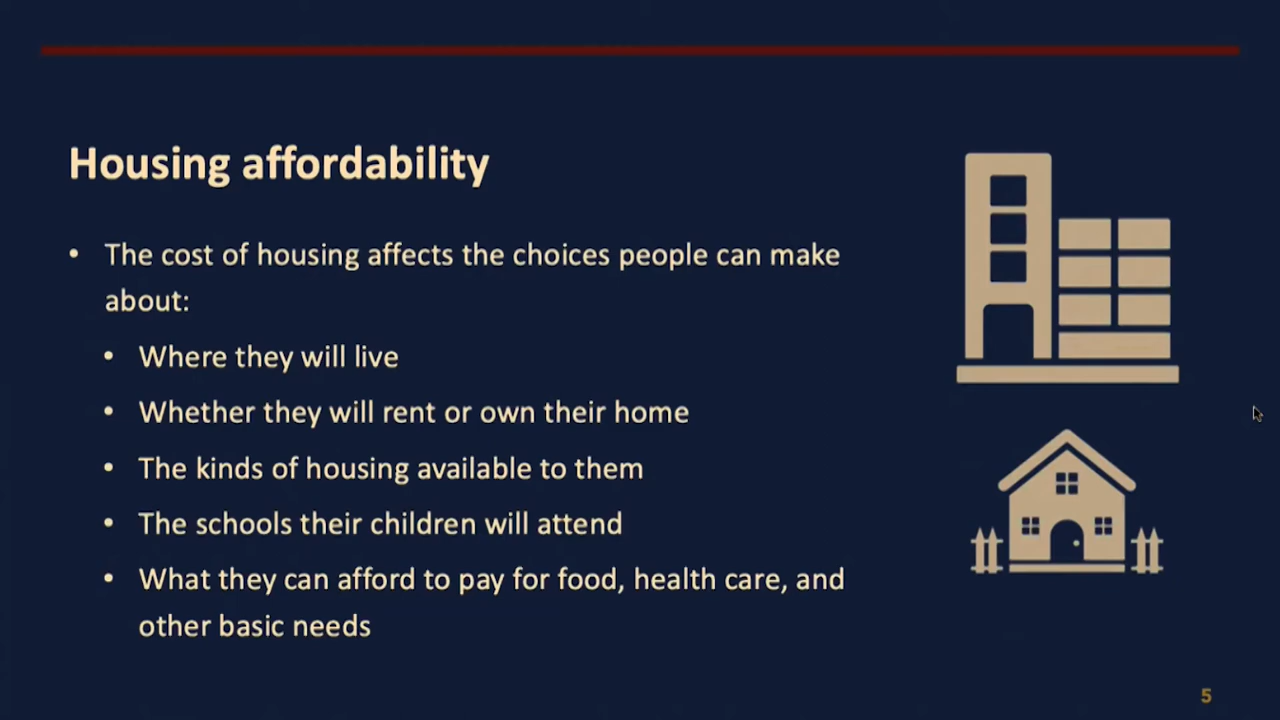 Housing affordability
• The cost of housing affects the choices people can make
about:
• Where they will live
• Whether they will rent or own their home
• The kinds of housing available to them
• The schools their children will attend
• What they can afford to pay for food, health care, and
other basic needs
5